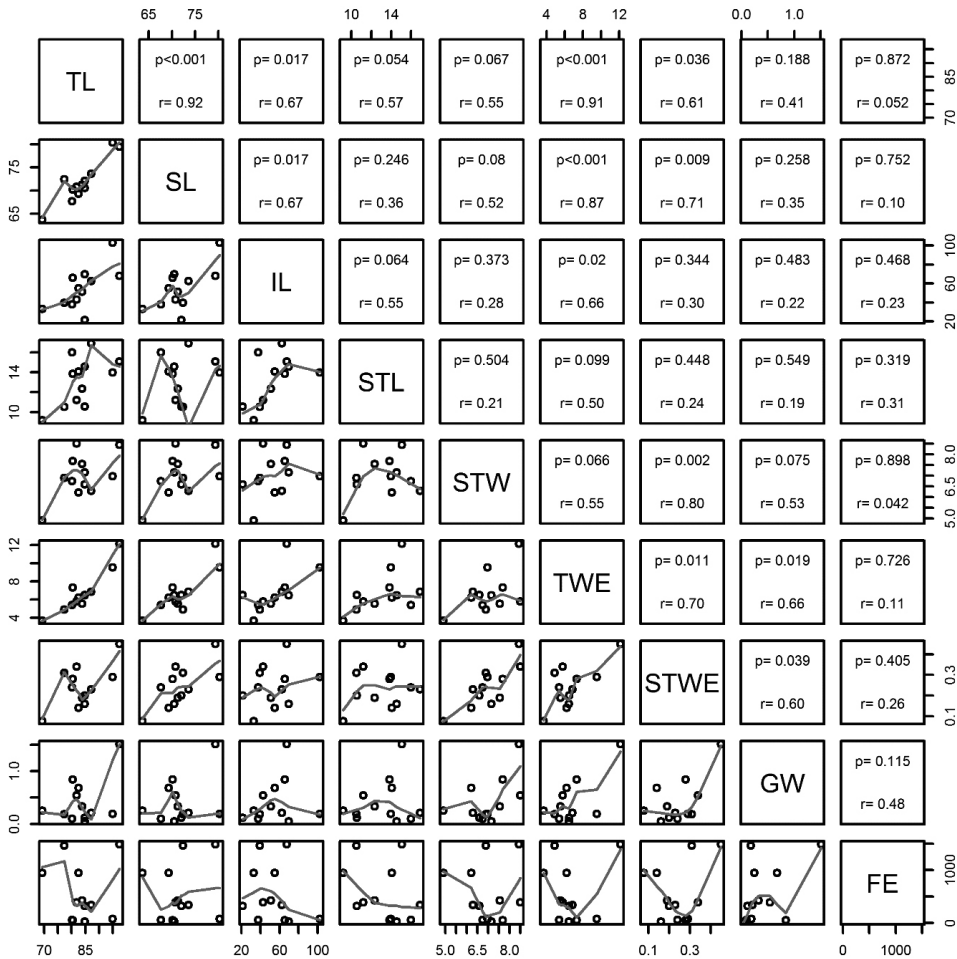 65 75 10 14 4 6 8 12 0.0 1.0
TL p<0.001 p= 0.017 p= 0.054 p= 0.067 p<0.001 p= 0.036 p= 0.188 p= 0.872 85
r= 0.92 r= 0.67 r= 0.57 r= 0.55 r= 0.91 r= 0.61 r= 0.41 r= 0.052 70
75 SL p= 0.017 p= 0.246 p= 0.08 p<0.001 p= 0.009 p= 0.258 p= 0.752
65 r= 0.67 r= 0.36 r= 0.52 r= 0.87 r= 0.71 r= 0.35 r= 0.10
IL p= 0.064 p= 0.373 p= 0.02 p= 0.344 p= 0.483 p= 0.468 100
r= 0.55 r= 0.28 r= 0.66 r= 0.30 r= 0.22 r= 0.23 60
20
14 STL p= 0.504 p= 0.099 p= 0.448 p= 0.549 p= 0.319
10 r= 0.21 r= 0.50 r= 0.24 r= 0.19 r= 0.31
STW p= 0.066 p= 0.002 p= 0.075 p= 0.898 8.0
r= 0.55 r= 0.80 r= 0.53 r= 0.042 6.5
5.0
12 TWE p= 0.011 p= 0.019 p= 0.726
8 r= 0.70 r= 0.66 r= 0.11
4
STWE p= 0.039 p= 0.405 0.3
r= 0.60 r= 0.26 0.1
1.0 GW p= 0.115
0.0 r= 0.48
FE 1000
0
70 85 20 60 100 5.0 6.5 8.0 0.1 0.3 0 1000